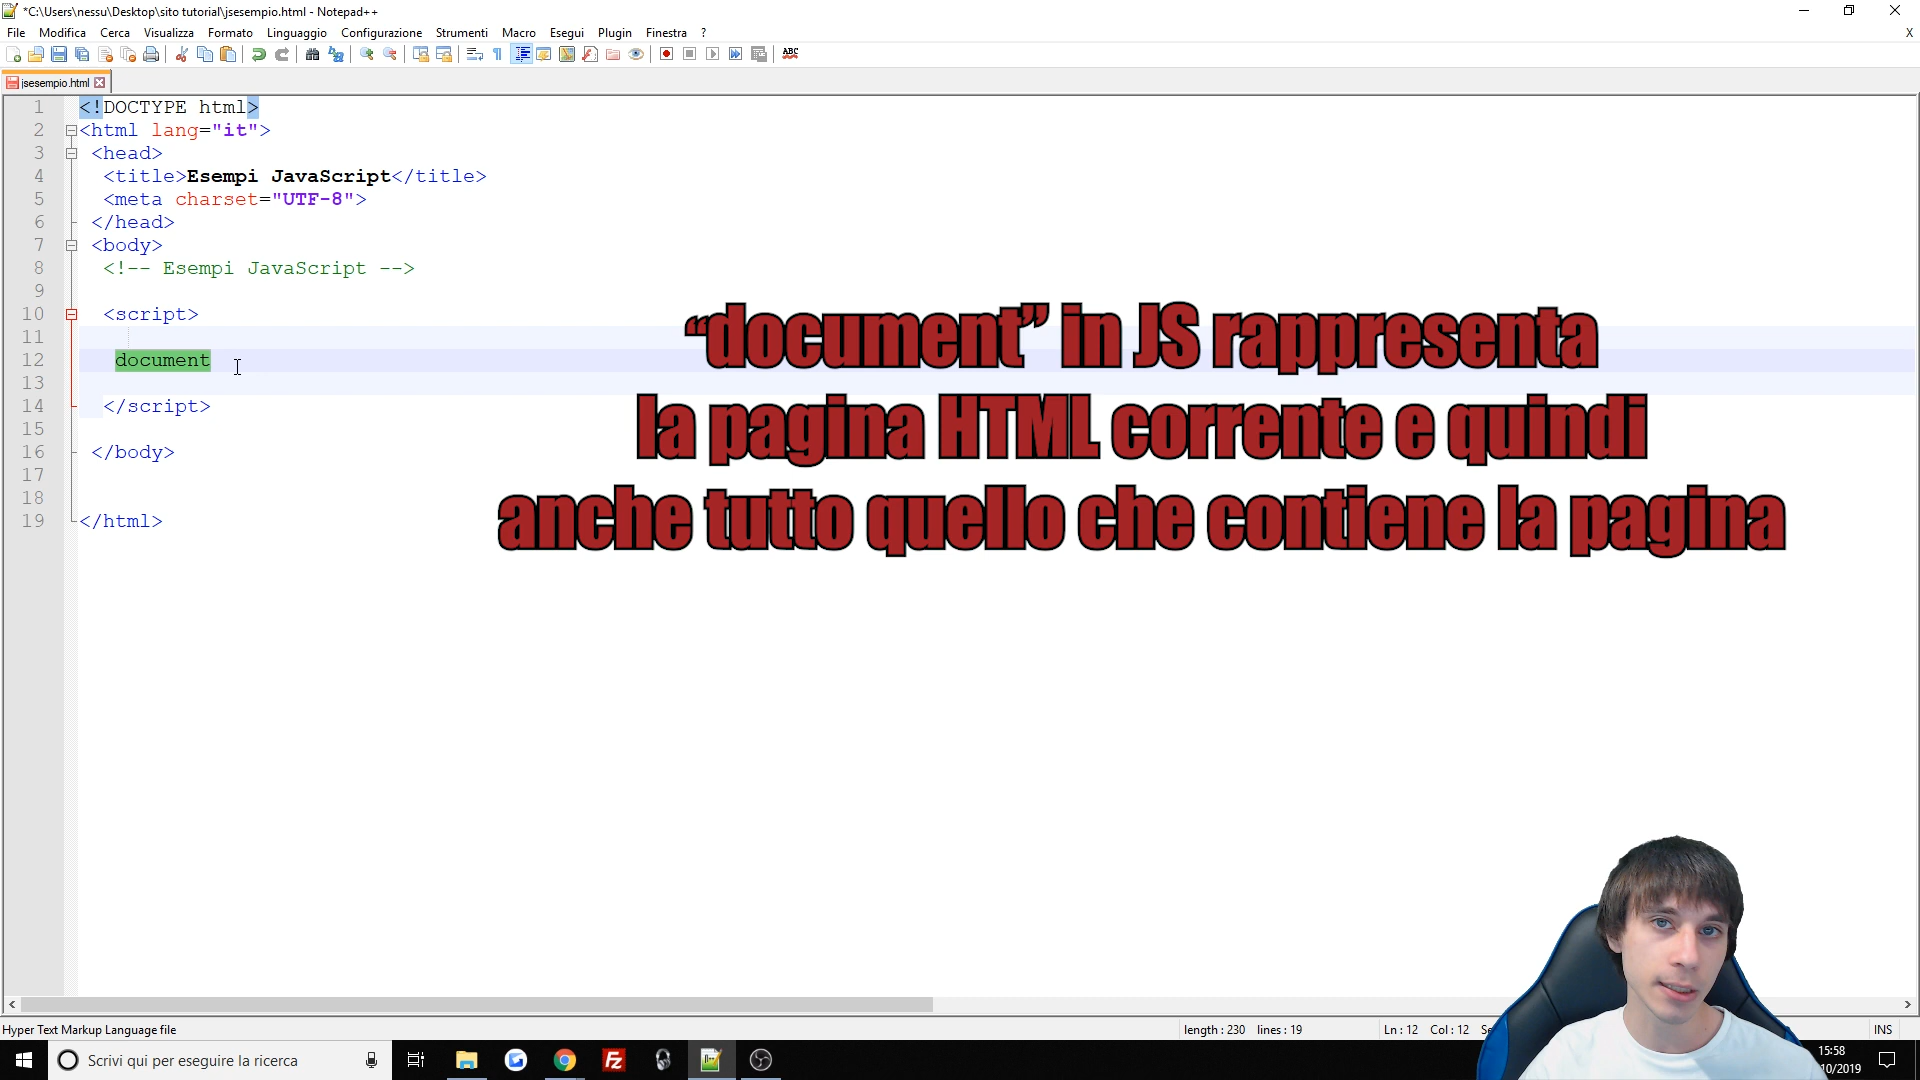 *C:\Users\nessu\Desktop\sito tutorial\jsesempio.html - Notepad++
File Modifica Cerca Visualizza Formato Linguaggio Configurazione Strumenti Macro Esegui Plugin Finestra ? X
ABC
jsesempio.html
1 <!DOCTYPE html>
2 <html lang="it">
3 <head>
4 <title>Esempi JavaScript</title>
5 <meta charset="UTF-8">
6 </head>
7 <body>
8 <!-- Esempi JavaScript -->
9
10 <script>
11
12 document
13
14 </script>
15
16 </body>
17
18
19 </html>
“document” in JS rappresenta
la pagina HTML corrente e quindi
anche tutto quello che contiene la pagina
Hyper Text Markup Language file length : 230 lines : 19 Ln : 12 Col : 12 INS
Scrivi qui per eseguire la ricerca
Fz
15:58
10/2019